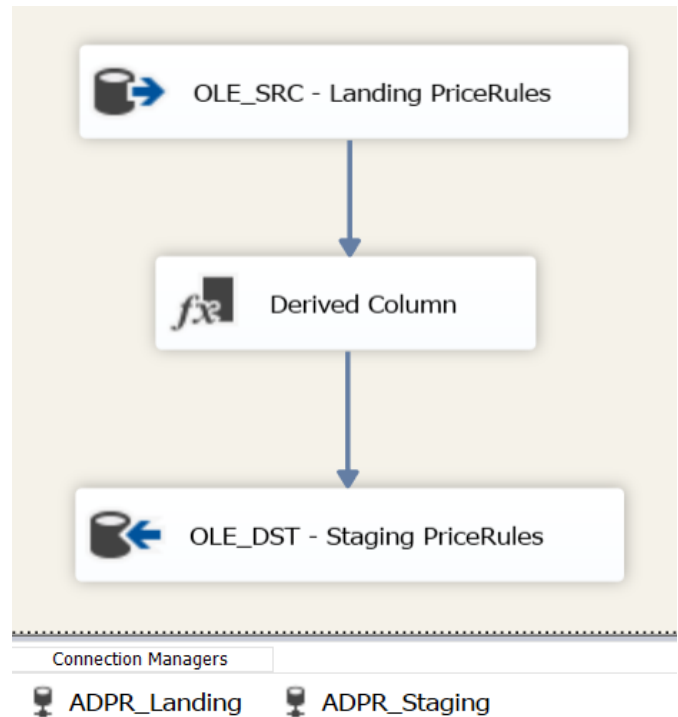 OLE_SRC - Landing PriceRules
Derived Column
OLE_DST - Staging PriceRules
Connection Managers
ADPR_Landing ADPR_Staging